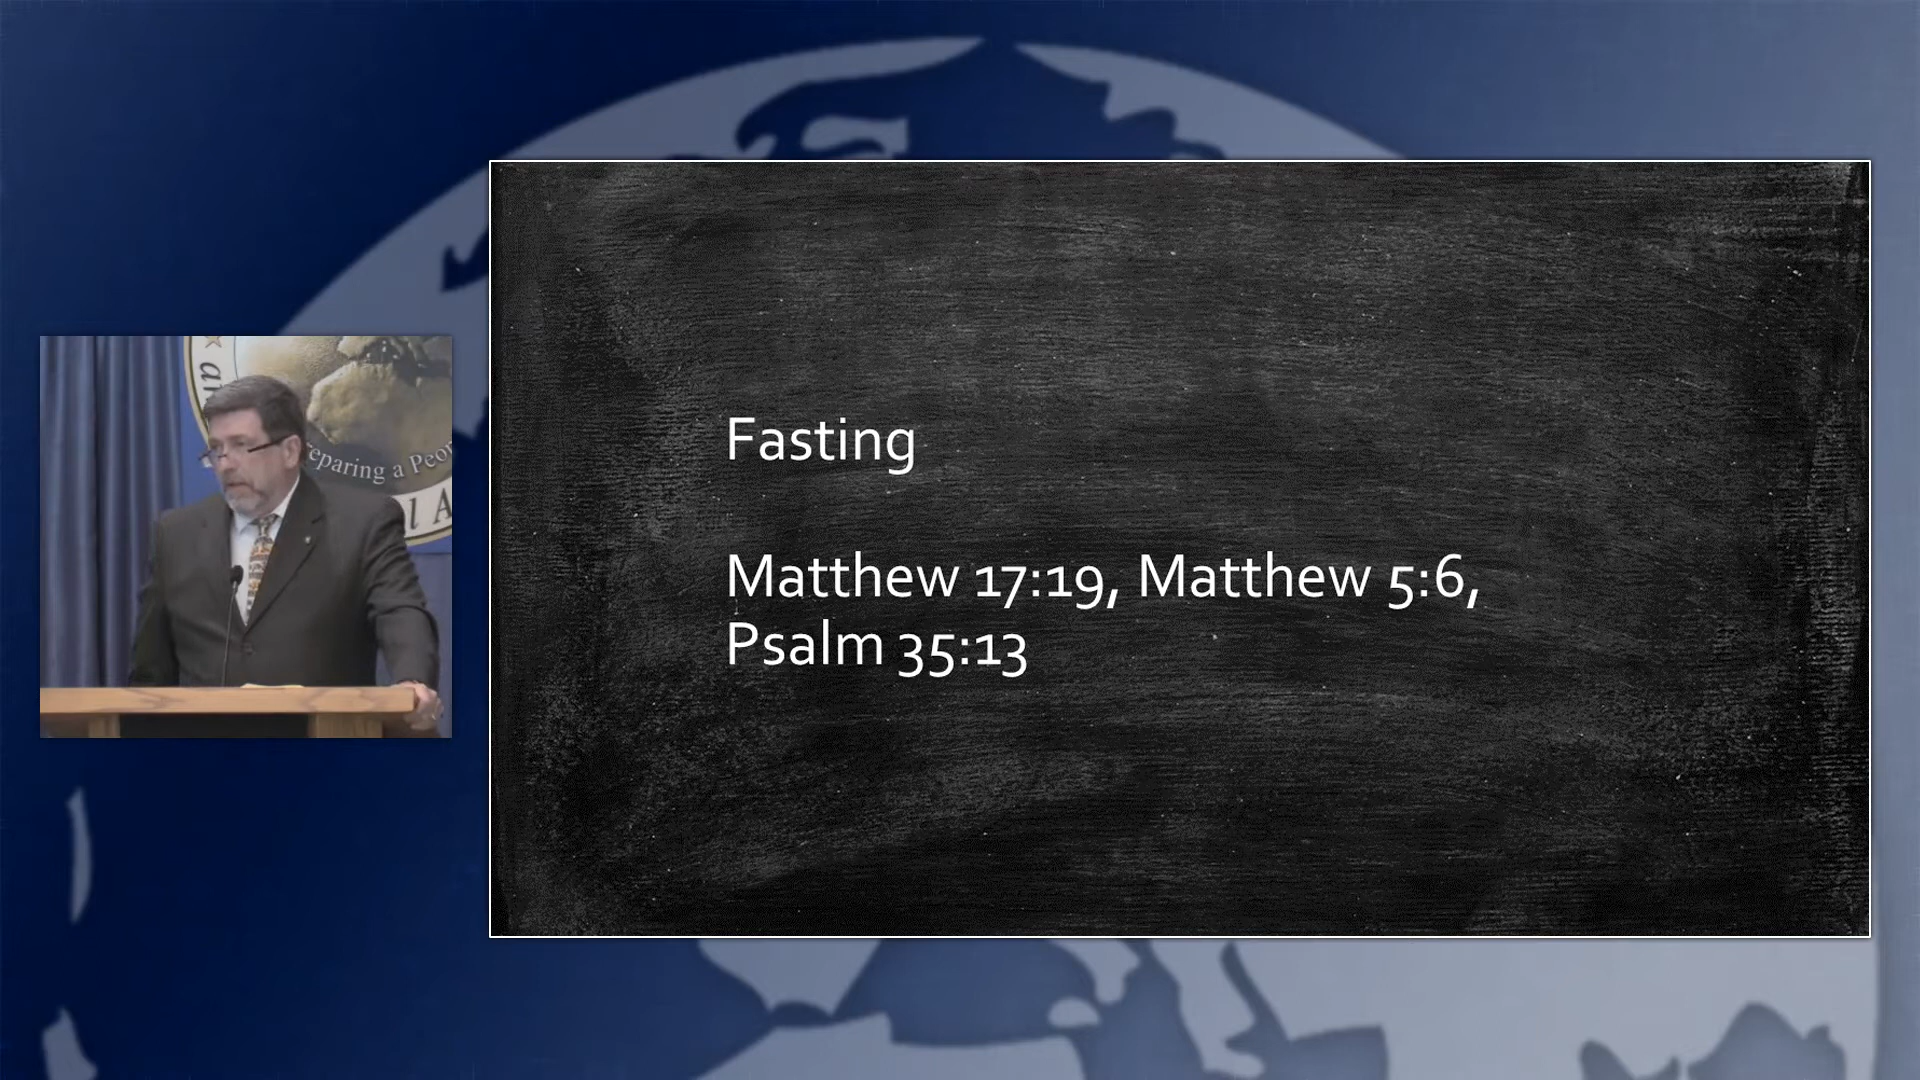 Fasting
Matthew 17:19, Matthew 5:6,
Psalm 35:13
eparing a Peo
l A